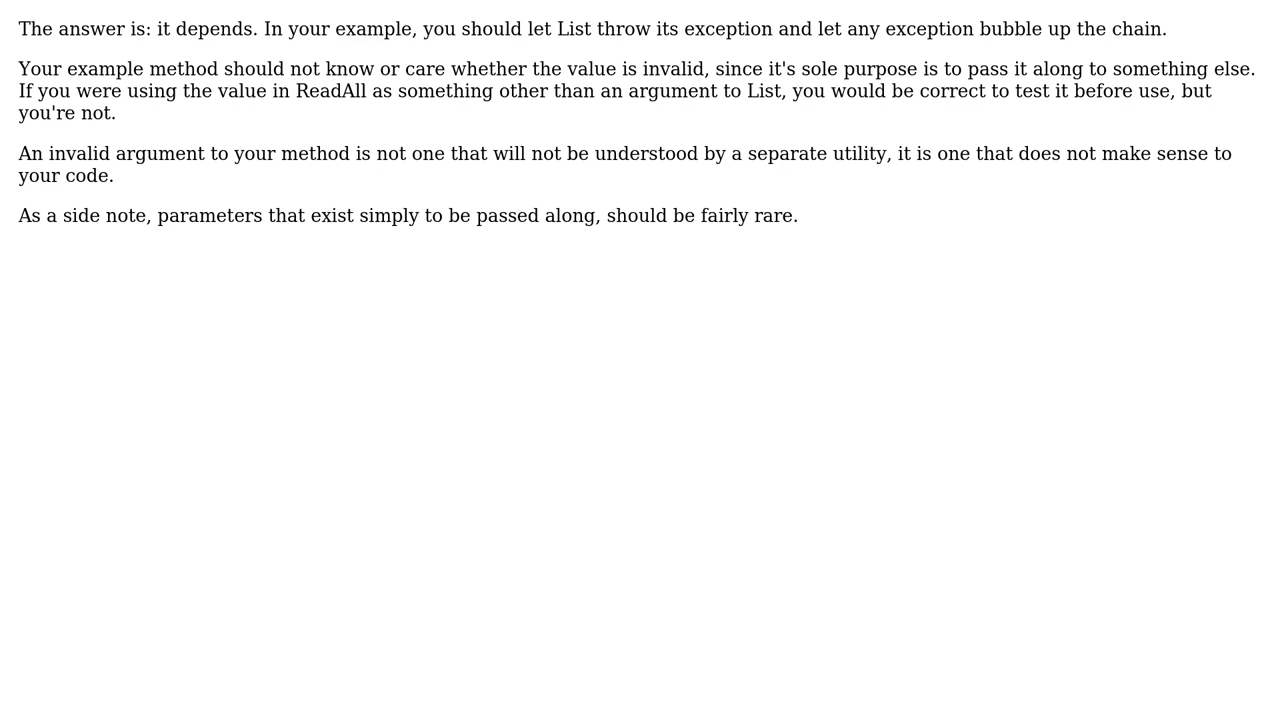 The answer is: it depends. In your example, you should let List throw its exception and let any exception bubble up the chain.
Your example method should not know or care whether the value is invalid, since it's sole purpose is to pass it along to something else.
If you were using the value in ReadAll as something other than an argument to List, you would be correct to test it before use, but
you're not.
An invalid argument to your method is not one that will not be understood by a separate utility, it is one that does not make sense to
your code.
As a side note, parameters that exist simply to be passed along, should be fairly rare.